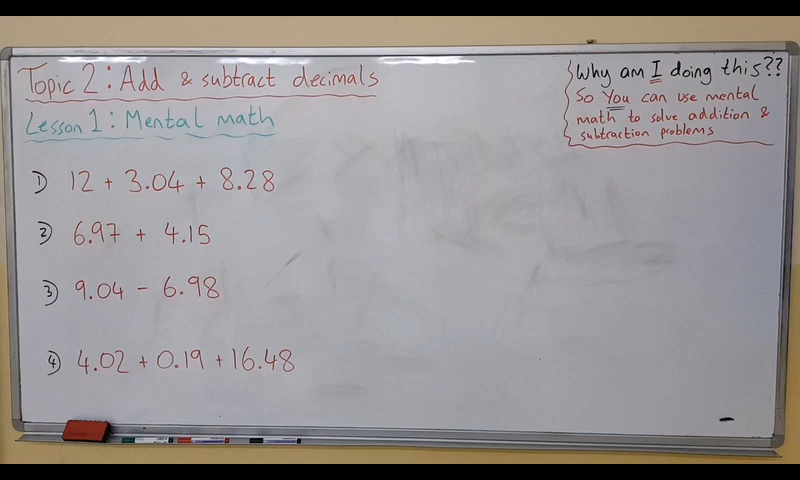 Topic 2: Add & subtract decimals
Lesson 1: Mental math
Why am I doing this??
So You can use mental
math to solve addition &
subtraction problems
1) 12 + 3.04 + 8.28
2) 6.97 + 4.15
3) 9.04 - 6.98
4) 4.02 + 0.19 + 16.48